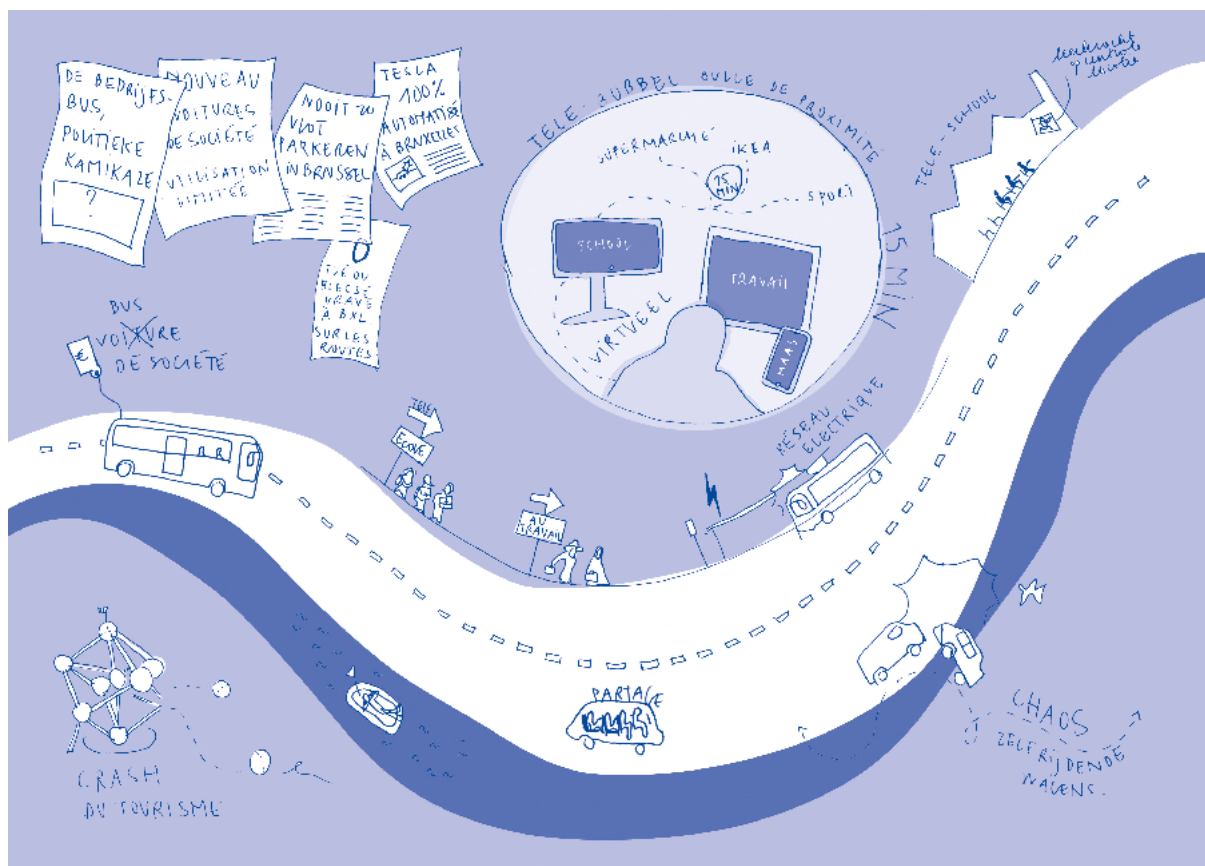 DE BEDRIJFS-
BUS,
POLITIEKE
KAMIKAZE
?
NOUVEAU
VOITURES
DE SOCIÉTÉ
UTILISATION
LIMITÉE
NOOIT ZO
VLOT
PARKEREN
IN BRUSSEL
TESLA
100%
AUTOMATISÉ
À BRUXELLES
0
TUÉ OU
BLESSÉ
GRAVE
À BXL
SUR LES
ROUTES
TELE-BUBBEL BULLE DE PROXIMITÉ 15 MIN
SUPERMARCHÉ
IKEA
15
MIN
SPORT
SCHOOL
TRAVAIL
VIRTUEEL
MAAS
TELE-SCHOOL
BUS
VOITURE
DE SOCIÉTÉ
€
TELE
ECOLE
AU
TRAVAIL
RÉSEAU
ELECTRIQUE
PARTAGE
CRASH
DU TOURISME
CHAOS
ZELFRIJDENDE
WAGENS.